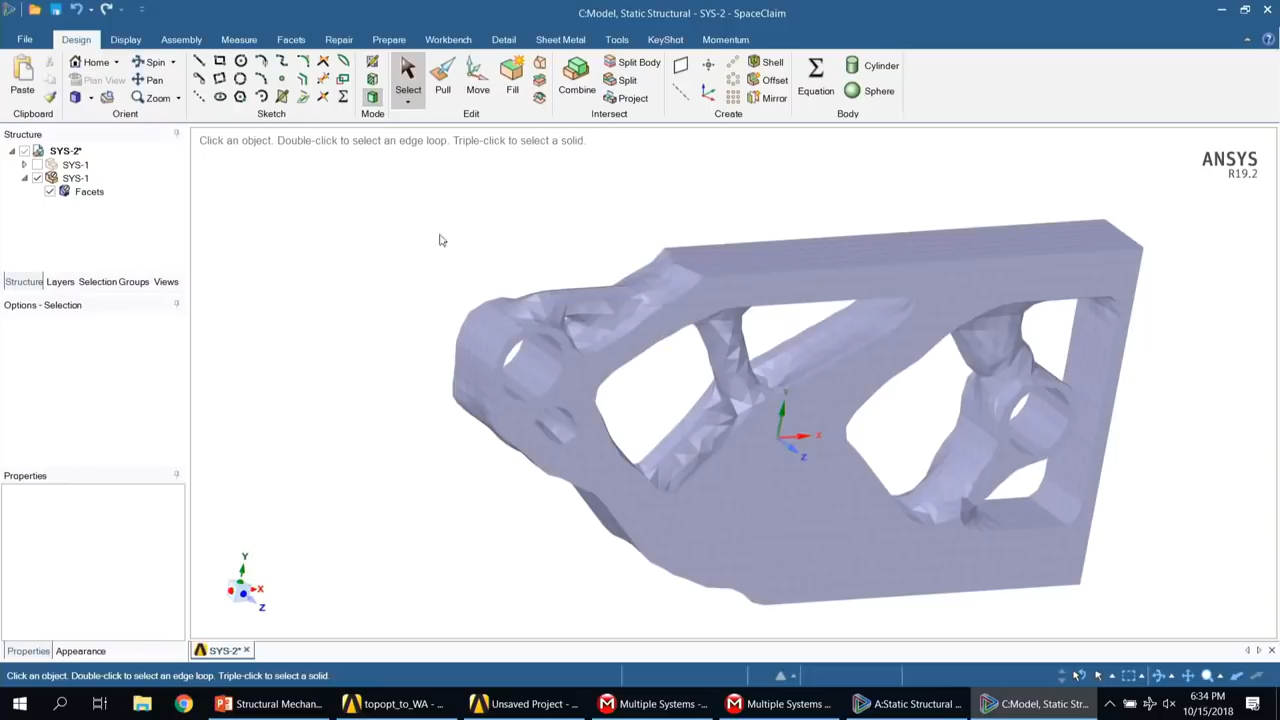 C:Model, Static Structural - SYS-2 - SpaceClaim
File Design Display Assembly Measure Facets Repair Prepare Workbench Detail Sheet Metal Tools KeyShot Momentum
Paste
Clipboard
Home Spin
Plan View Pan
Zoom
Orient
Sketch
Mode
Select Pull Move Fill
Edit
Combine
Split Body
Split
Project
Intersect
Shell
Offset
Mirror
Create
Equation
Cylinder
Sphere
Body
Structure
SYS-2*
SYS-1
SYS-1
Facets
Structure Layers Selection Groups Views
Options - Selection
Properties
Properties Appearance
Click an object. Double-click to select an edge loop. Triple-click to select a solid.
ANSYS
R19.2
Y
X
Z
Y
X
Z
SYS-2*
Click an object. Double-click to select an edge loop. Triple-click to select a solid.
Structural Mechan...
topopt_to_WA - ...
Unsaved Project - ...
Multiple Systems -...
Multiple Systems ...
A:Static Structural ...
C:Model, Static Str...
6:34 PM
10/15/2018